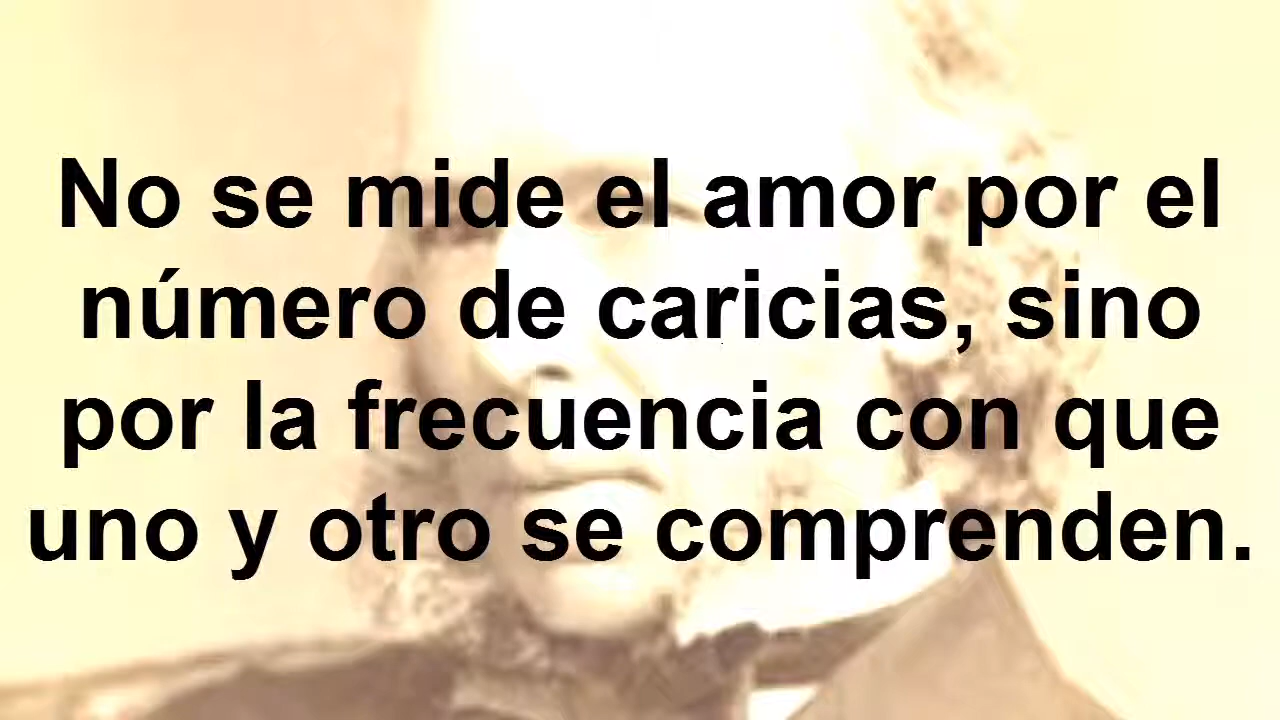 No se mide el amor por el
número de caricias, sino
por la frecuencia con que
uno y otro se comprenden.